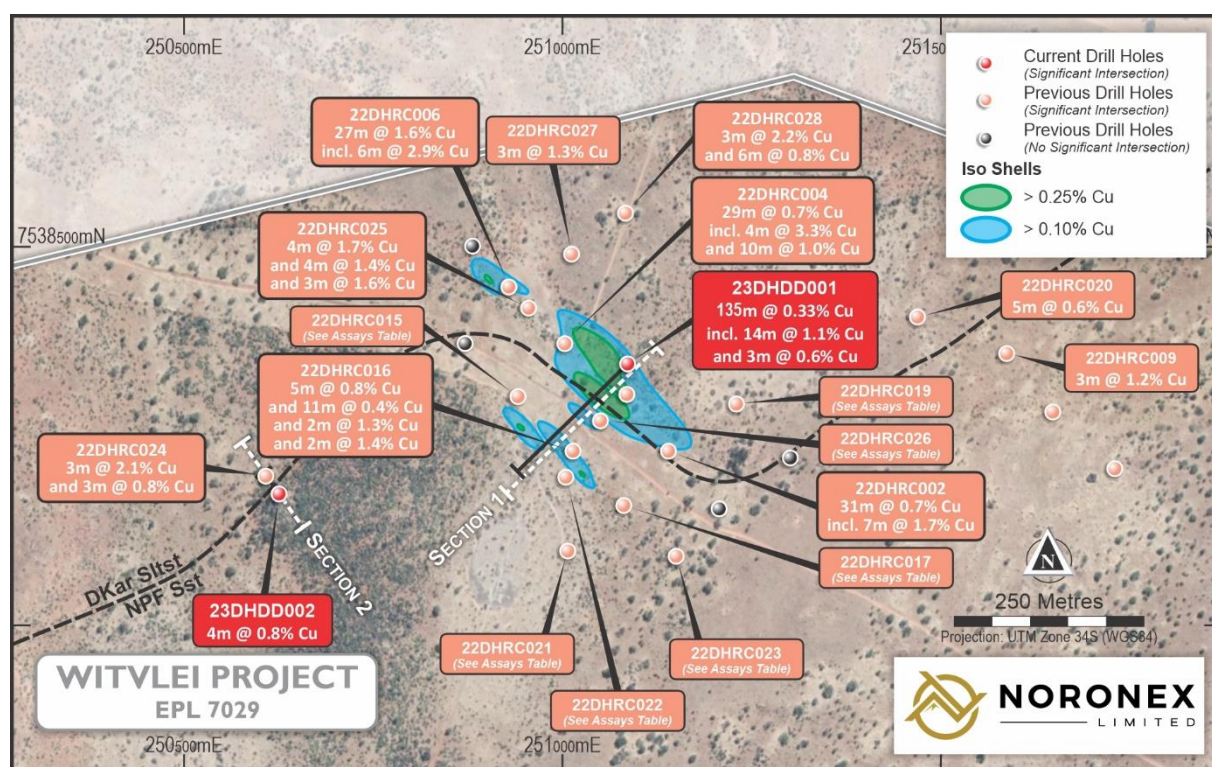 250500mE
251000mE
251
Current Drill Holes
(Significant Intersection)
Previous Drill Holes
(Significant Intersection)
Previous Drill Holes
(No Significant Intersection)
Iso Shells
> 0.25% Cu
> 0.10% Cu
22DHRC006
27m @ 1.6% Cu
incl. 6m @ 2.9% Cu
22DHRC027
3m @ 1.3% Cu
22DHRC028
3m @ 2.2% Cu
and 6m @ 0.8% Cu
22DHRC004
29m @ 0.7% Cu
incl. 4m @ 3.3% Cu
and 10m @ 1.0% Cu
7538500mN
22DHRC025
4m @ 1.7% Cu
and 4m @ 1.4% Cu
and 3m @ 1.6% Cu
23DHDD001
135m @ 0.33% Cu
incl. 14m @ 1.1% Cu
and 3m @ 0.6% Cu
22DHRC020
5m @ 0.6% Cu
22DHRC015
(See Assays Table)
22DHRC009
3m @ 1.2% Cu
22DHRC016
5m @ 0.8% Cu
and 11m @ 0.4% Cu
and 2m @ 1.3% Cu
and 2m @ 1.4% Cu
22DHRC019
(See Assays Table)
22DHRC026
(See Assays Table)
22DHRC024
3m @ 2.1% Cu
and 3m @ 0.8% Cu
22DHRC002
31m @ 0.7% Cu
incl. 7m @ 1.7% Cu
SECTION 1
SECTION 2
22DHRC017
(See Assays Table)
DKar Sltst
NPF Sst
23DHDD002
4m @ 0.8% Cu
N
250 Metres
Projection: UTM Zone 34S (WGS84)
22DHRC021
(See Assays Table)
22DHRC023
(See Assays Table)
22DHRC022
(See Assays Table)
WITVLEI PROJECT
EPL 7029
NORONEX
LIMITED
250500mE
251000mE